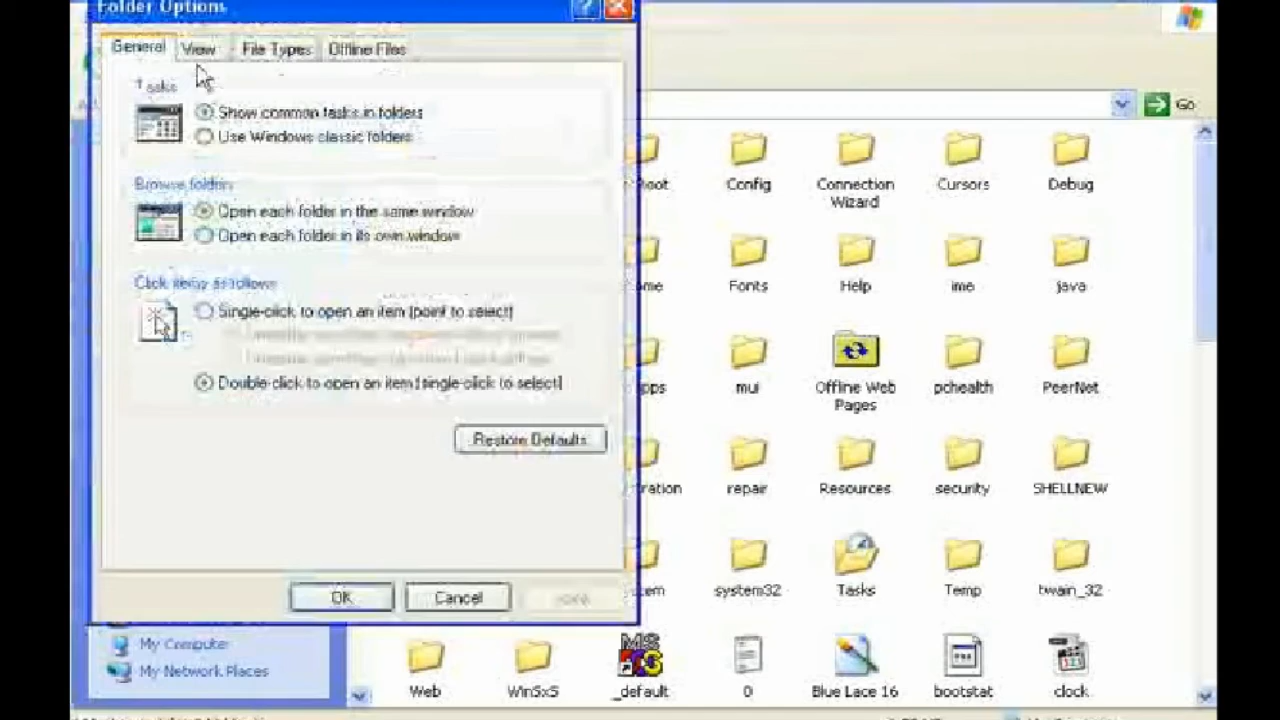 Folder Options
General View File Types Offline Files
Tasks
Show common tasks in folders
Use Windows classic folders
Browse folders
Open each folder in the same window
Open each folder in its own window
Click items as follows
Single-click to open an item (point to select)
Double-click to open an item (single-click to select)
Restore Defaults
OK Cancel
Go
Config Connection Wizard Cursors Debug
Fonts Help ime java
mui Offline Web Pages pchealth PeerNet
repair Resources security SHELLNEW
system32 Tasks Temp twain_32
My Computer
My Network Places
Web WinSxS _default 0 Blue Lace 16 bootstat clock